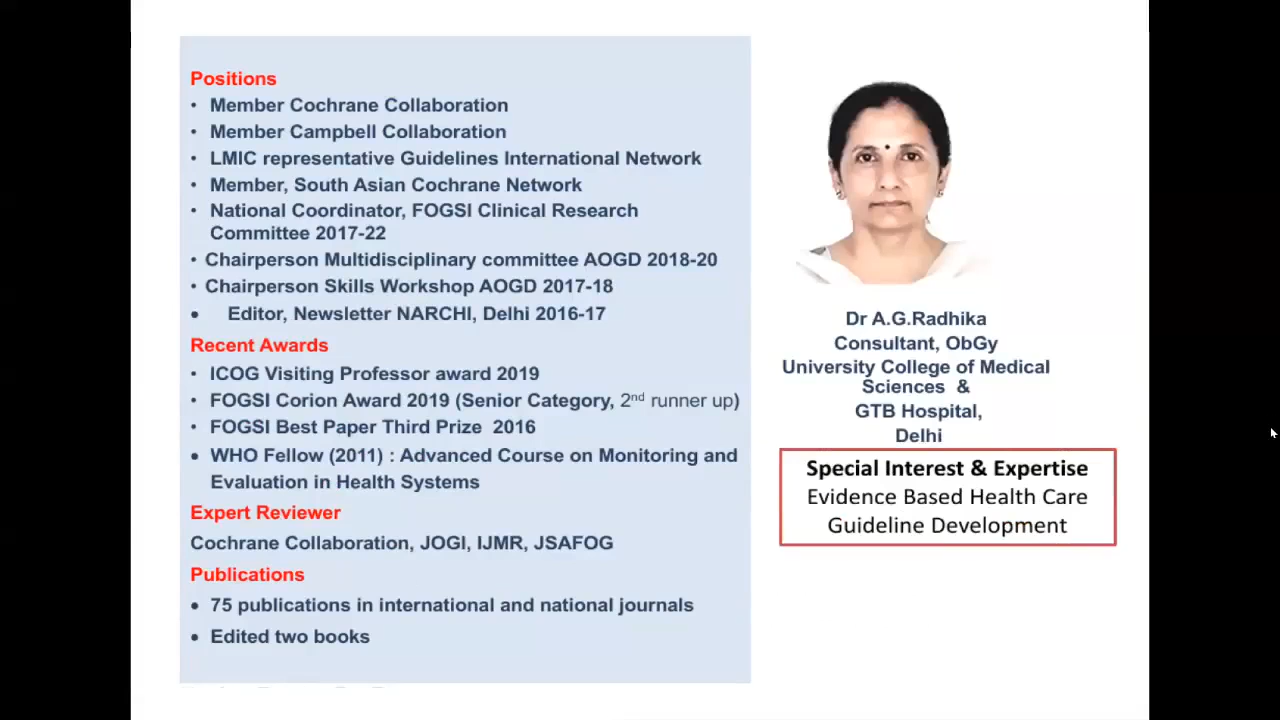 Positions
• Member Cochrane Collaboration
• Member Campbell Collaboration
• LMIC representative Guidelines International Network
• Member, South Asian Cochrane Network
• National Coordinator, FOGSI Clinical Research
Committee 2017-22
• Chairperson Multidisciplinary committee AOGD 2018-20
• Chairperson Skills Workshop AOGD 2017-18
• Editor, Newsletter NARCHI, Delhi 2016-17
Recent Awards
• ICOG Visiting Professor award 2019
• FOGSI Corion Award 2019 (Senior Category, 2nd runner up)
• FOGSI Best Paper Third Prize 2016
• WHO Fellow (2011) : Advanced Course on Monitoring and
Evaluation in Health Systems
Expert Reviewer
Cochrane Collaboration, JOGI, IJMR, JSAFOG
Publications
• 75 publications in international and national journals
• Edited two books
Dr A.G.Radhika
Consultant, ObGy
University College of Medical
Sciences &
GTB Hospital,
Delhi
Special Interest & Expertise
Evidence Based Health Care
Guideline Development